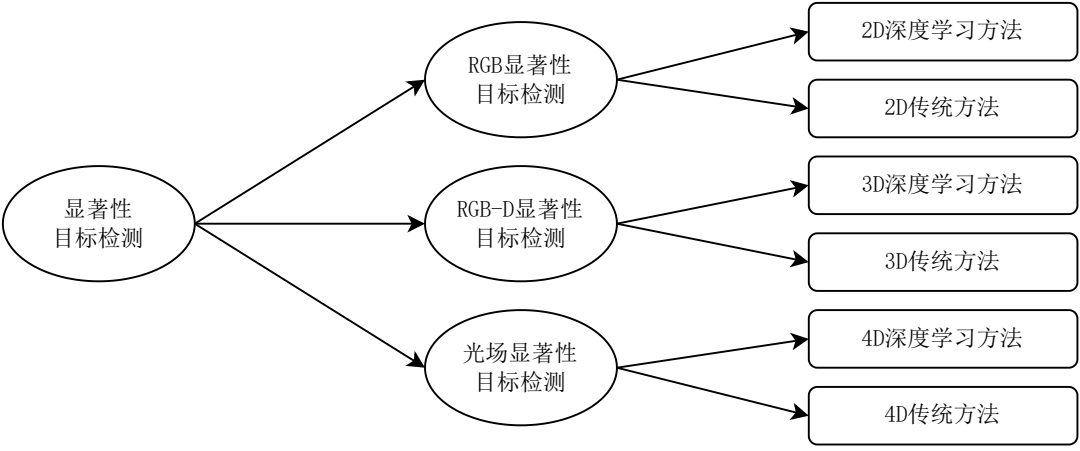 显著性
目标检测
RGB显著性
目标检测
RGB-D显著性
目标检测
光场显著性
目标检测
2D深度学习方法
2D传统方法
3D深度学习方法
3D传统方法
4D深度学习方法
4D传统方法